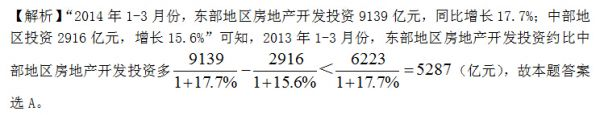 【解析】“2014 年 1-3 月份，东部地区房地产开发投资 9139 亿元，同比增长 17.7%；中部地
区投资 2916 亿元，增长 15.6%”可知，2013 年 1-3 月份，东部地区房地产开发投资约比中
部地区房地产开发投资多 9139/(1+17.7%) − 2916/(1+15.6%) < 6223/(1+17.7%) =5287（亿元），故本题答案
选 A。